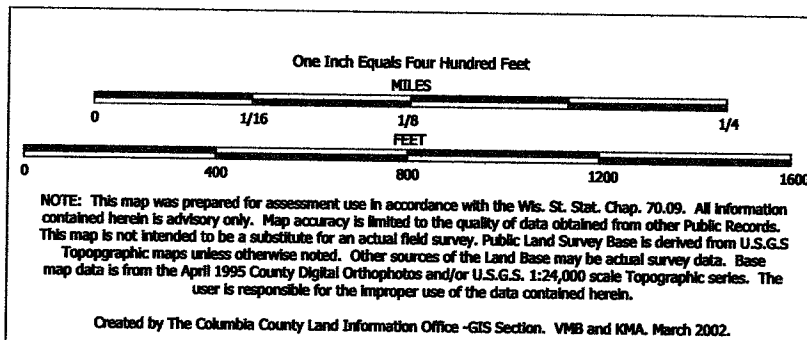 One Inch Equals Four Hundred Feet
MILES
0 1/16 1/8 1/4
FEET
0 400 800 1200 1600
NOTE: This map was prepared for assessment use in accordance with the Wis. St. Stat. Chap. 70.09. All information
contained herein is advisory only. Map accuracy is limited to the quality of data obtained from other Public Records.
This map is not intended to be a substitute for an actual field survey. Public Land Survey Base is derived from U.S.G.S
Topopgraphic maps unless otherwise noted. Other sources of the Land Base may be actual survey data. Base
map data is from the April 1995 County Digital Orthophotos and/or U.S.G.S. 1:24,000 scale Topographic series. The
user is responsible for the improper use of the data contained herein.
Created by The Columbia County Land Information Office -GIS Section. VMB and KMA. March 2002.